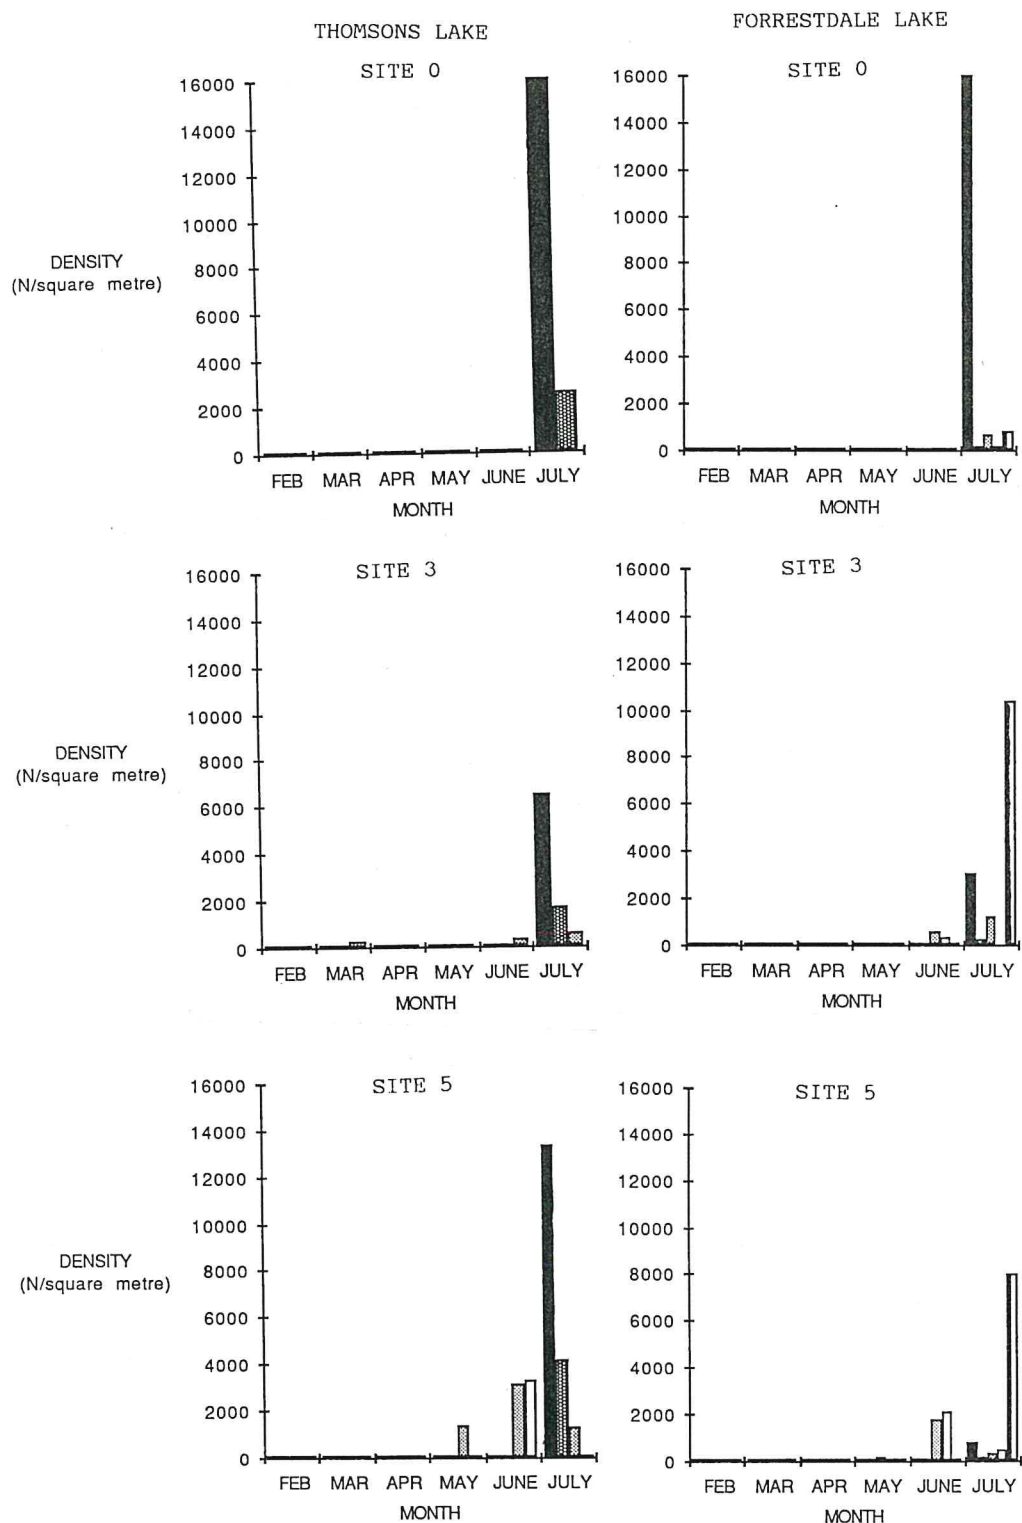 THOMSONS LAKE
FORRESTDALE LAKE
SITE 0
16000
14000
12000
10000
8000
6000
4000
2000
0
DENSITY
(N/square metre)
FEB MAR APR MAY JUNE JULY
MONTH
SITE 0
16000
14000
12000
10000
8000
6000
4000
2000
0
FEB MAR APR MAY JUNE JULY
MONTH
SITE 3
16000
14000
12000
10000
8000
6000
4000
2000
0
DENSITY
(N/square metre)
FEB MAR APR MAY JUNE JULY
MONTH
SITE 3
16000
14000
12000
10000
8000
6000
4000
2000
0
FEB MAR APR MAY JUNE JULY
MONTH
SITE 5
16000
14000
12000
10000
8000
6000
4000
2000
0
DENSITY
(N/square metre)
FEB MAR APR MAY JUNE JULY
MONTH
SITE 5
16000
14000
12000
10000
8000
6000
4000
2000
0
FEB MAR APR MAY JUNE JULY
MONTH